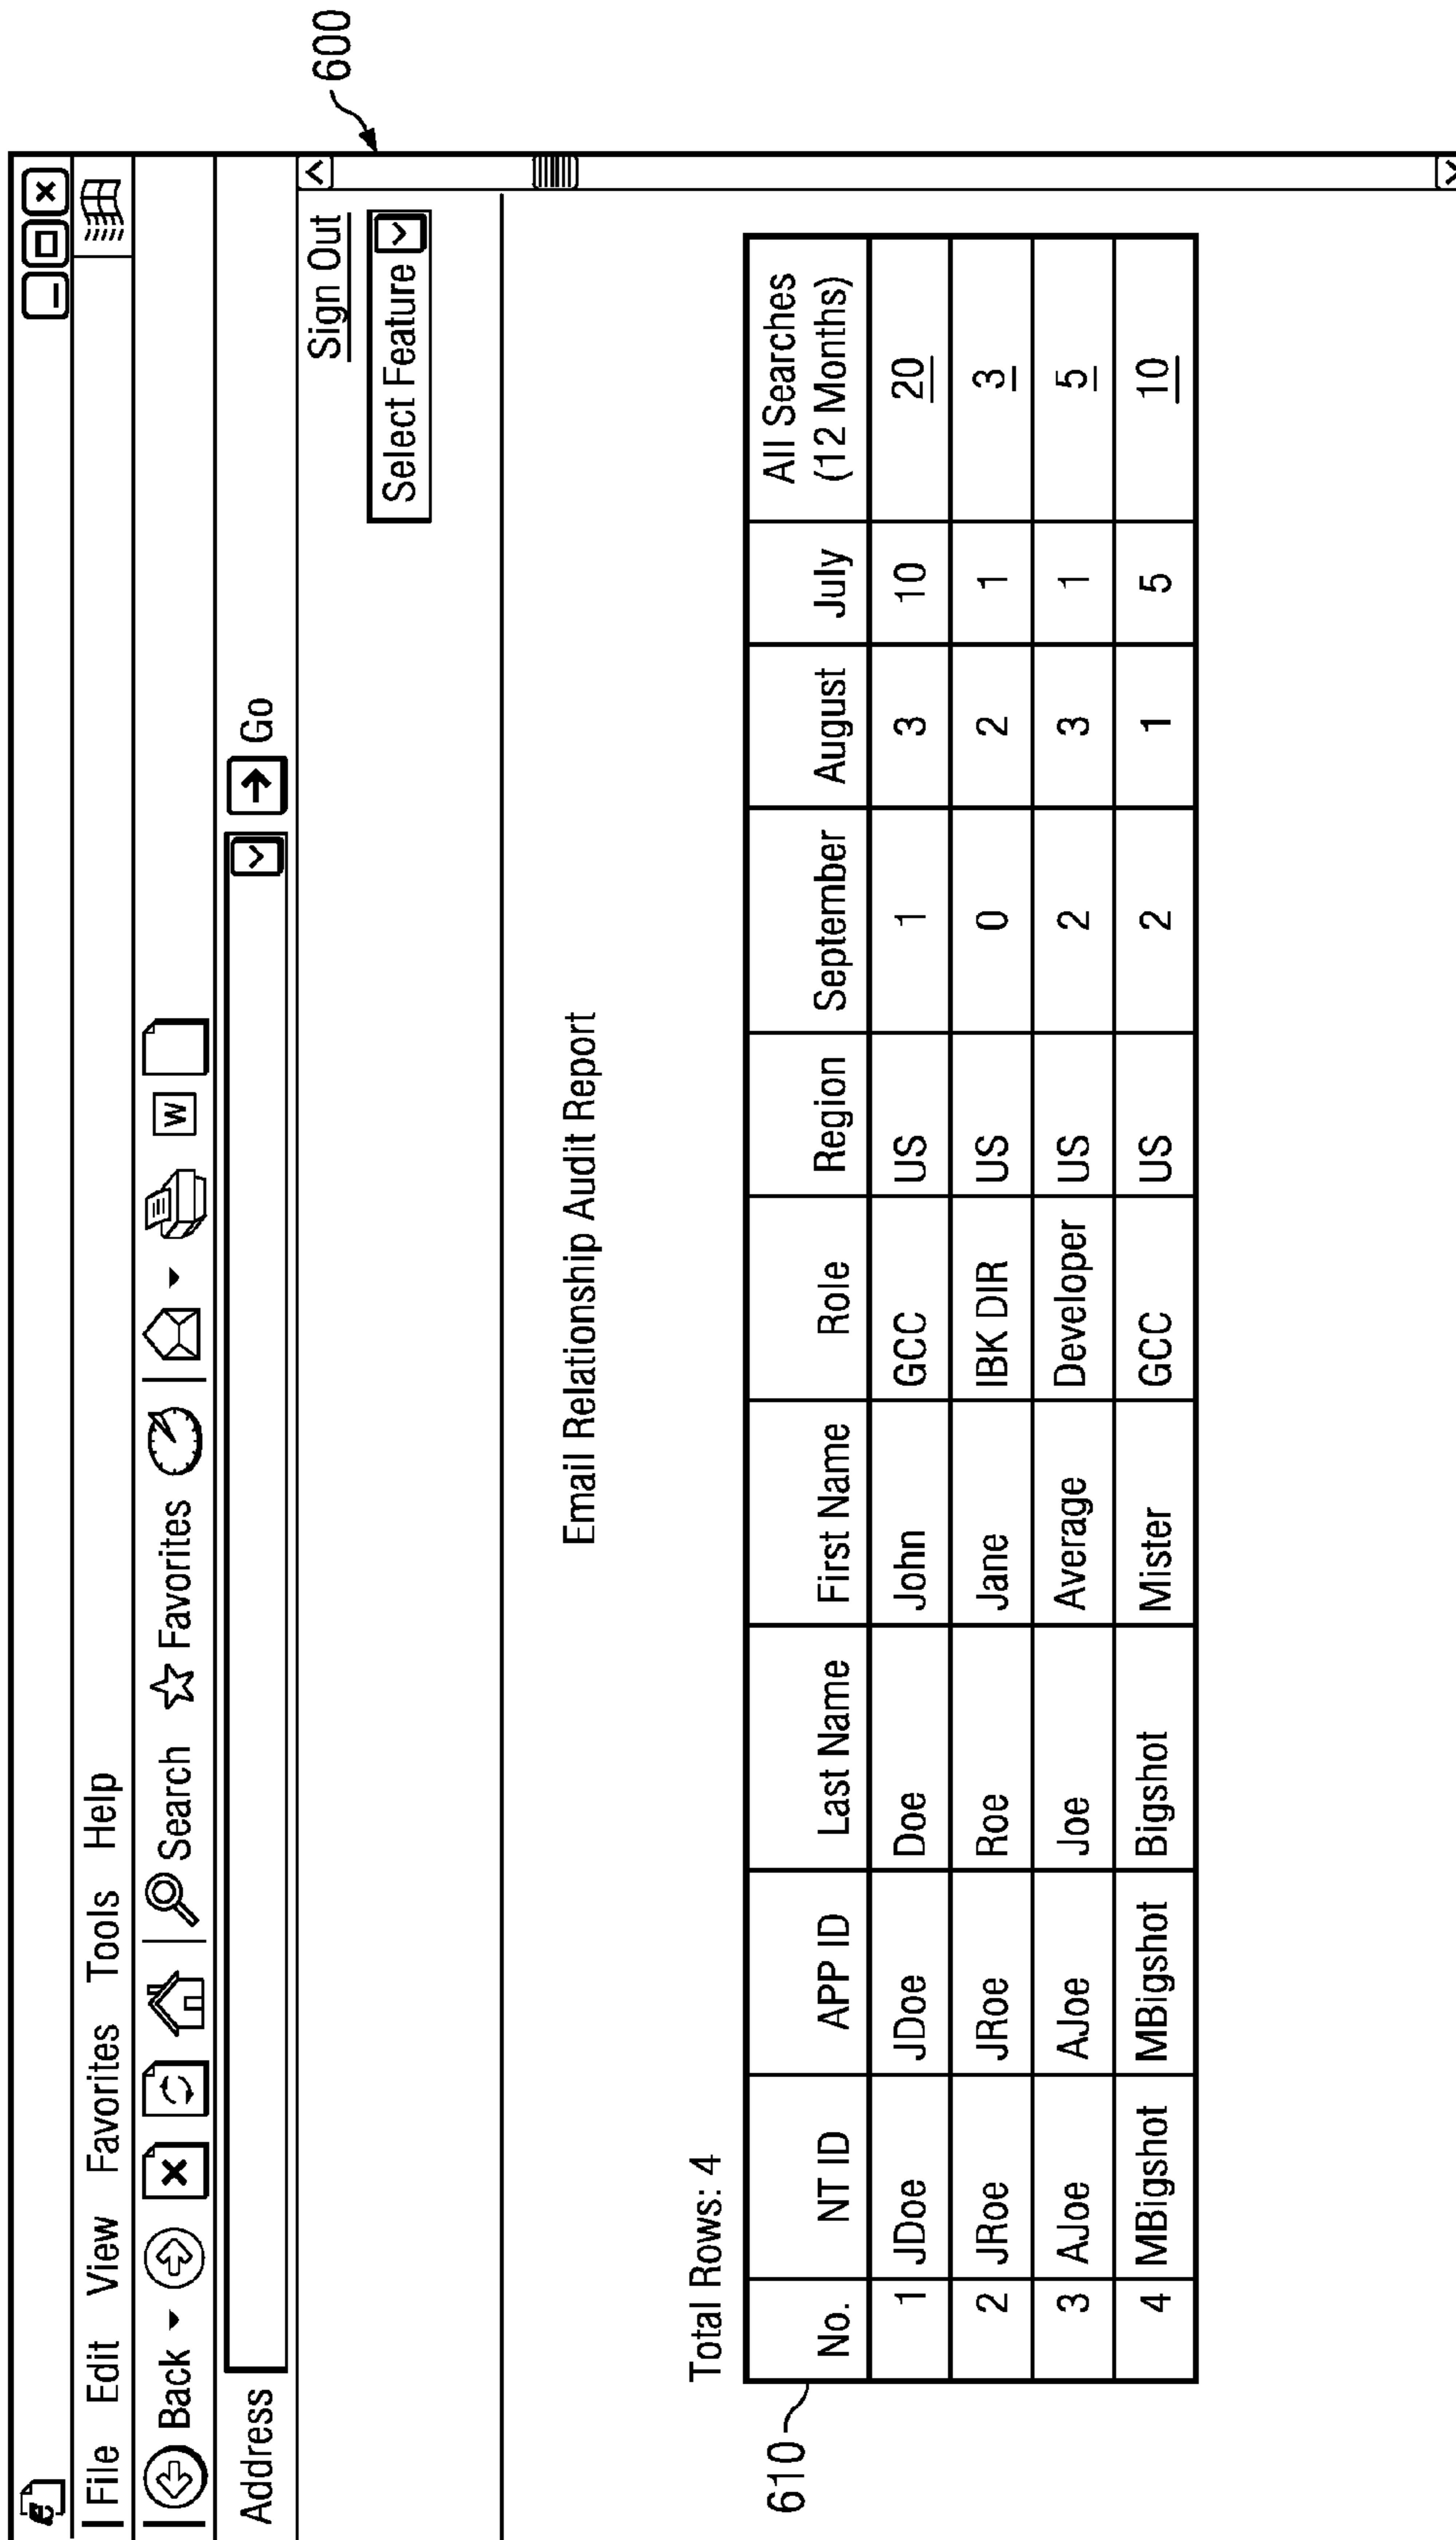 File Edit View Favorites Tools Help
Back Search Favorites W
Address Go
600
Sign Out
Select Feature
Email Relationship Audit Report
Total Rows: 4
610
No. NT ID APP ID Last Name First Name Role Region September August July All Searches (12 Months)
1 JDoe JDoe Doe John GCC US 1 3 10 20
2 JRoe JRoe Roe Jane IBK DIR US 0 2 1 3
3 AJoe AJoe Joe Average Developer US 2 3 1 5
4 MBigshot MBigshot Bigshot Mister GCC US 2 1 5 10